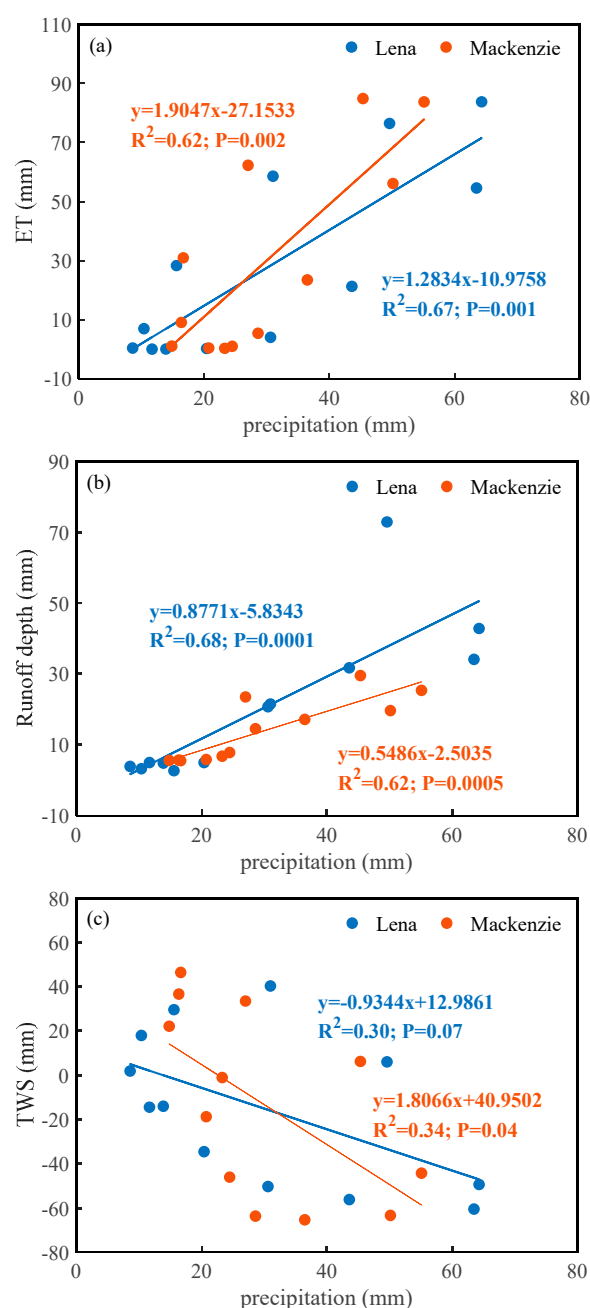 110
(a)
Lena
Mackenzie
90
y=1.9047x-27.1533
R²=0.62; P=0.002
70
50
ET (mm)
30
y=1.2834x-10.9758
R²=0.67; P=0.001
10
-10
0
20
40
60
80
precipitation (mm)
90
(b)
Lena
Mackenzie
70
50
y=0.8771x-5.8343
R²=0.68; P=0.0001
Runoff depth (mm)
30
y=0.5486x-2.5035
R²=0.62; P=0.0005
10
-10
0
20
40
60
80
precipitation (mm)
80
(c)
Lena
Mackenzie
60
40
y=-0.9344x+12.9861
R²=0.30; P=0.07
20
0
TWS (mm)
-20
y=1.8066x+40.9502
R²=0.34; P=0.04
-40
-60
-80
0
20
40
60
80
precipitation (mm)